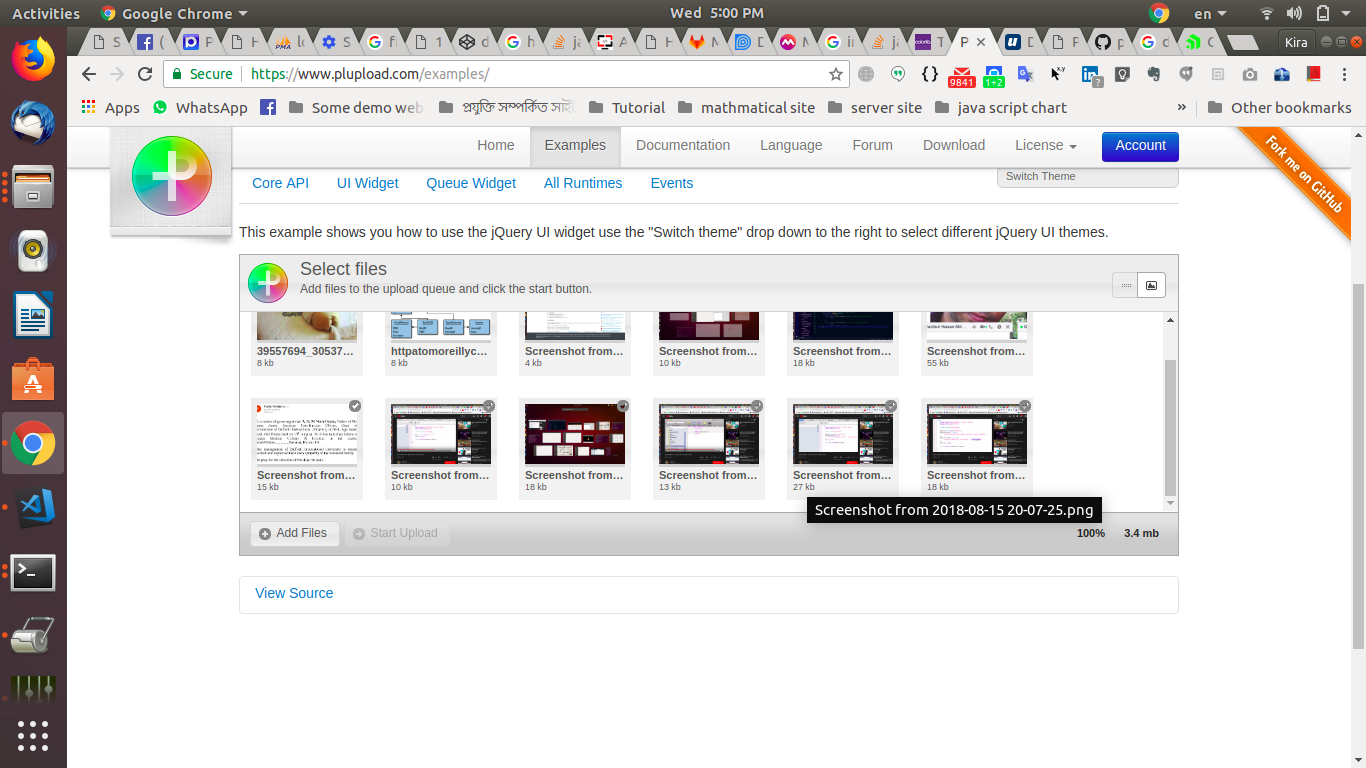 Activities Google Chrome Wed 5:00 PM en
Kira
Secure https://www.plupload.com/examples/ 9841 1+2
Apps WhatsApp Some demo web প্রযুক্তি সম্পর্কিত সাই Tutorial mathmatical site server site java script chart » Other bookmarks
Home Examples Documentation Language Forum Download License Account
Fork me on GitHub
Core API UI Widget Queue Widget All Runtimes Events Switch Theme
This example shows you how to use the jQuery UI widget use the "Switch theme" drop down to the right to select different jQuery UI themes.
Select files
Add files to the upload queue and click the start button.
39557694_30537... httpatomoreillyc... Screenshot from... Screenshot from... Screenshot from... Screenshot from...
8 kb 8 kb 4 kb 10 kb 18 kb 55 kb
Screenshot from... Screenshot from... Screenshot from... Screenshot from... Screenshot from... Screenshot from...
15 kb 10 kb 18 kb 13 kb 27 kb 18 kb
Screenshot from 2018-08-15 20-07-25.png
Add Files Start Upload 100% 3.4 mb
View Source